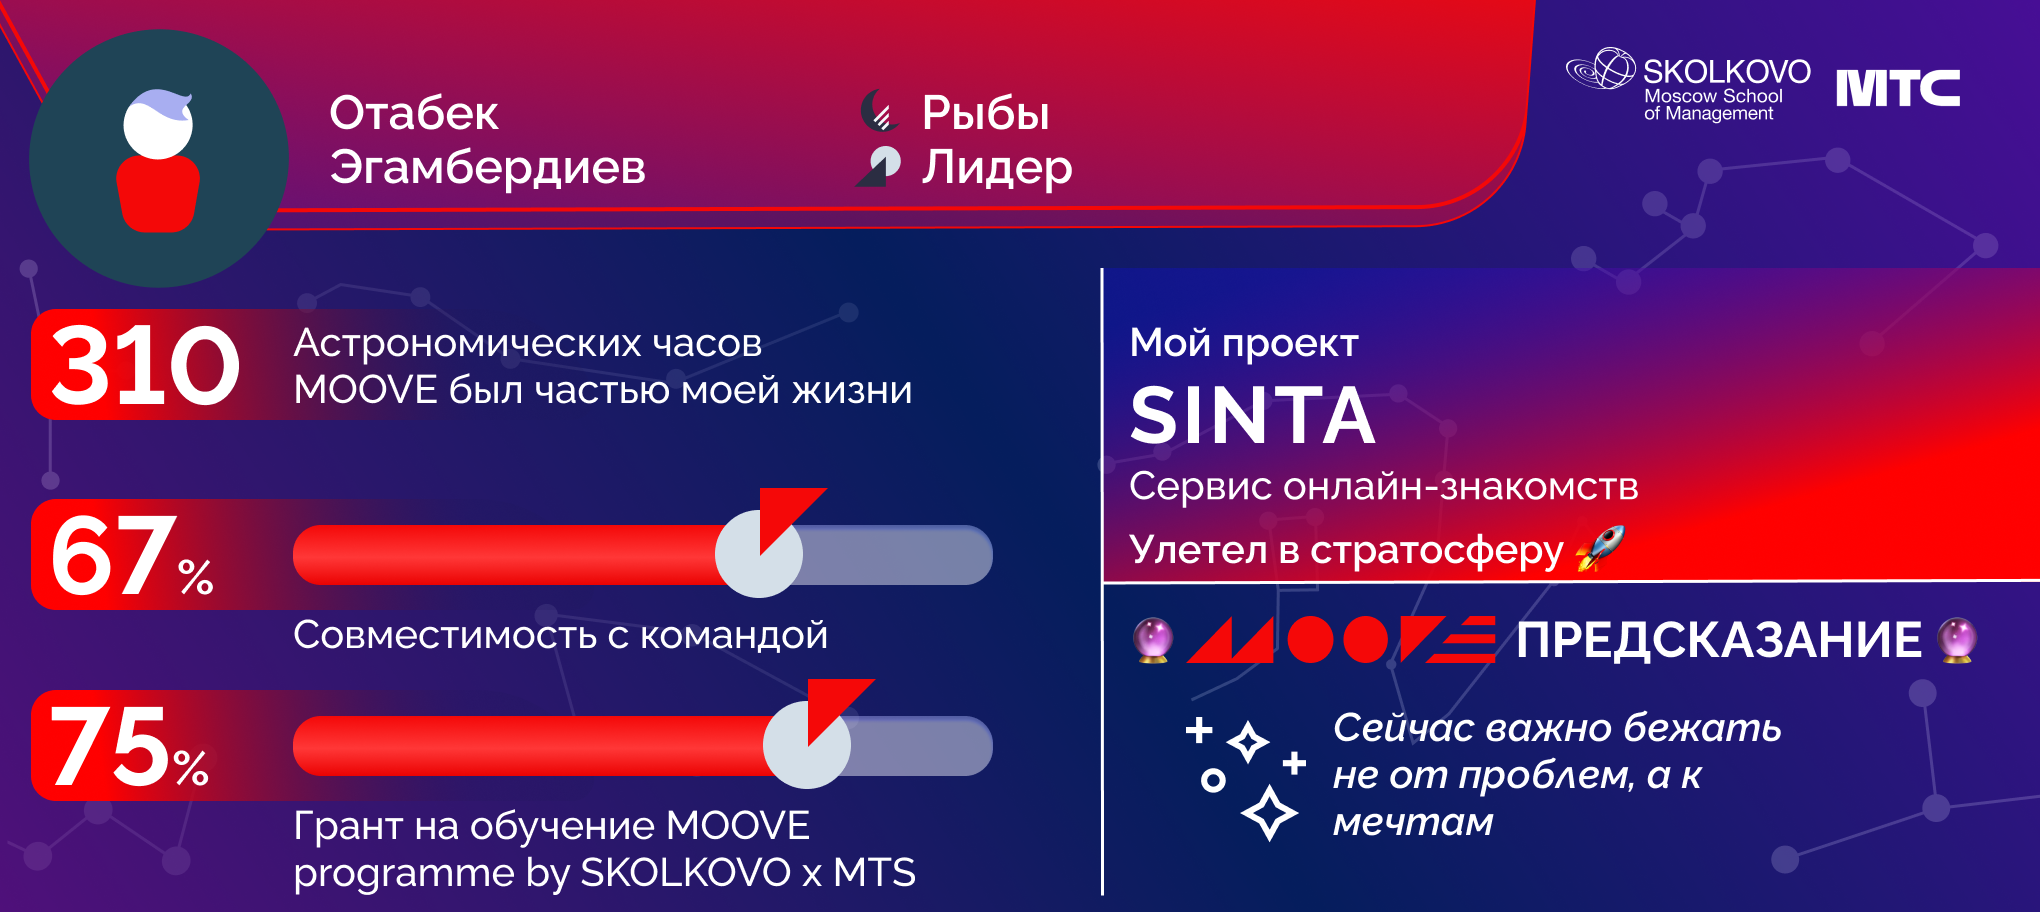 Отабек
Эгамбердиев
Рыбы
Лидер
SKOLKOVO
Moscow School
of Management
МТС
310
Астрономических часов
MOOVE был частью моей жизни
67%
Совместимость с командой
75%
Грант на обучение MOOVE
programme by SKOLKOVO x MTS
Мой проект
SINTA
Сервис онлайн-знакомств
Улетел в стратосферу 🚀
🔮 MOOVE ПРЕДСКАЗАНИЕ 🔮
Сейчас важно бежать
не от проблем, а к
мечтам